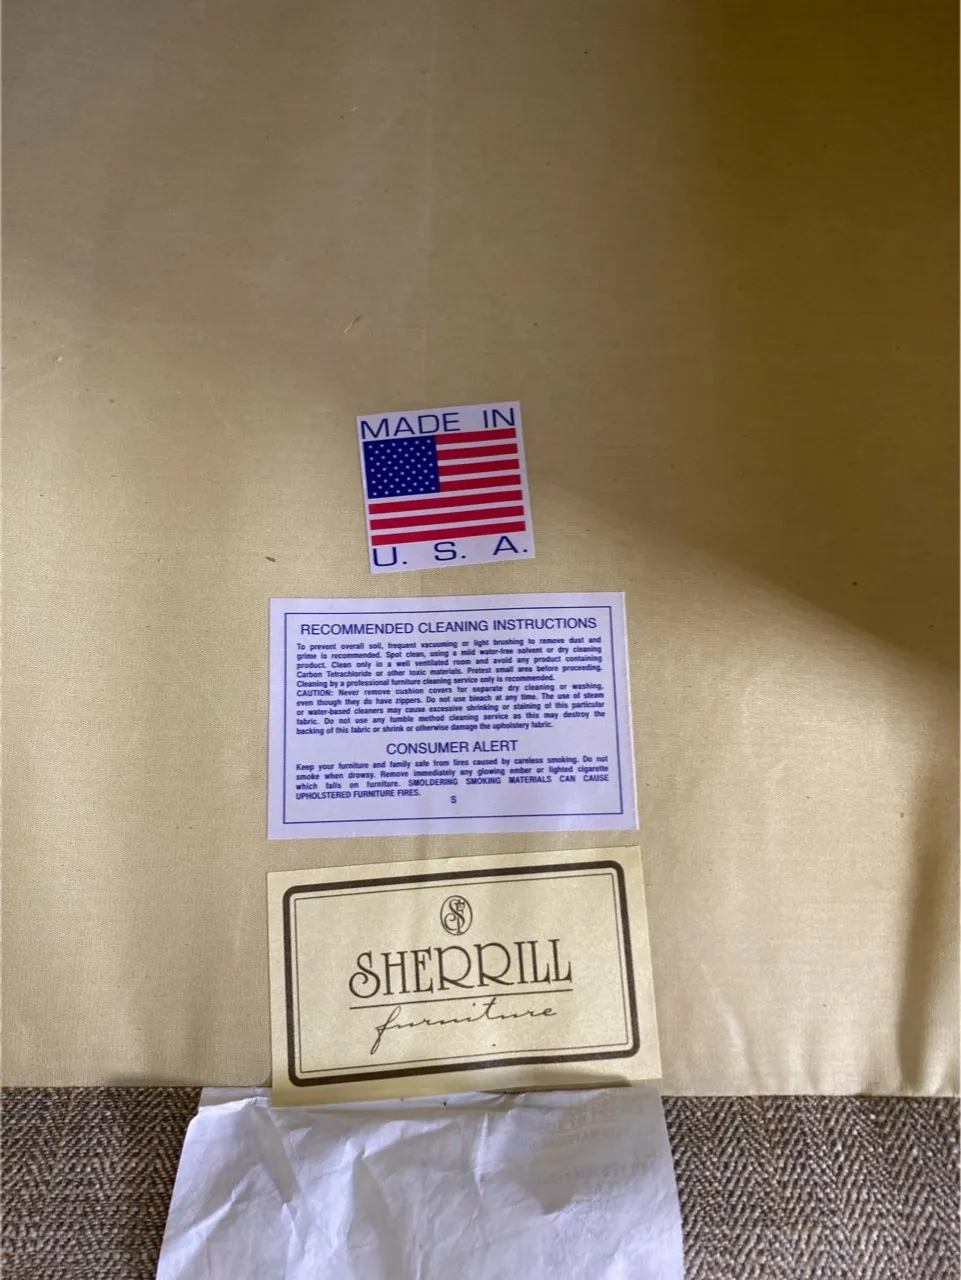 MADE IN
U. S. A.
RECOMMENDED CLEANING INSTRUCTIONS
To prevent overall soil, frequent vacuuming or light brushing to remove dust and
grime is recommended. Spot clean, using a mild water-free solvent or dry cleaning
product. Clean only in a well ventilated room and avoid any product containing
Carbon Tetrachloride or other toxic materials. Pretest small area before proceeding.
Cleaning by a professional furniture cleaning service only is recommended.
CAUTION: Never remove cushion covers for separate dry cleaning or washing,
even though they do have zippers. Do not use bleach at any time. The use of steam
or water-based cleaners may cause excessive shrinking or staining of this particular
fabric. Do not use any tumble method cleaning service as this may destroy the
backing of this fabric or shrink or otherwise damage the upholstery fabric.
CONSUMER ALERT
Keep your furniture and family safe from fires caused by careless smoking. Do not
smoke when drowsy. Remove immediately any glowing ember or lighted cigarette
which falls on furniture. SMOLDERING SMOKING MATERIALS CAN CAUSE
UPHOLSTERED FURNITURE FIRES.
S
SF
SHERRILL
furniture